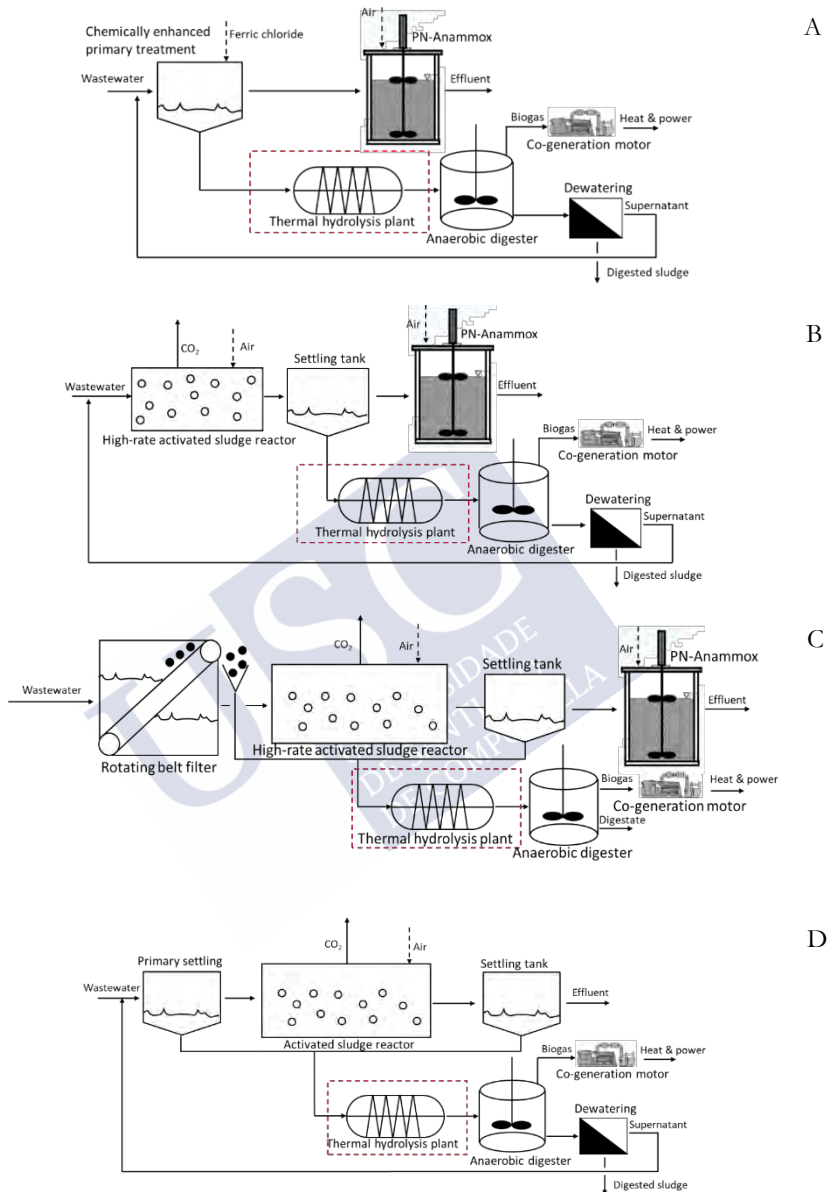 A
Air
Chemically enhanced
primary treatment
Ferric chloride
PN-Anammox
Wastewater
Effluent
Biogas
Heat & power
Co-generation motor
Thermal hydrolysis plant
Anaerobic digester
Dewatering
Supernatant
Digested sludge
B
Air
PN-Anammox
CO2
Air
Settling tank
Wastewater
Effluent
High-rate activated sludge reactor
Biogas
Heat & power
Co-generation motor
Thermal hydrolysis plant
Anaerobic digester
Dewatering
Supernatant
Digested sludge
C
CO2
Air
Settling tank
Air
PN-Anammox
Wastewater
Effluent
Rotating belt filter
High-rate activated sludge reactor
Biogas
Heat & power
Co-generation motor
Digestate
Thermal hydrolysis plant
Anaerobic digester
USC
D
CO2
Air
Primary settling
Settling tank
Wastewater
Effluent
Activated sludge reactor
Biogas
Heat & power
Co-generation motor
Thermal hydrolysis plant
Anaerobic digester
Dewatering
Supernatant
Digested sludge